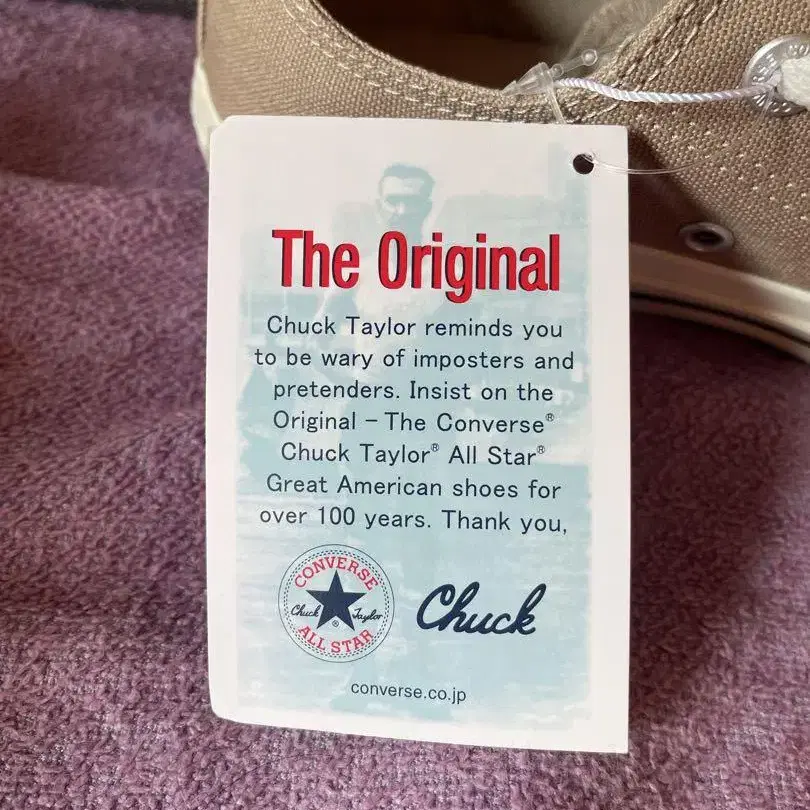 The Original
Chuck Taylor reminds you
to be wary of imposters and
pretenders. Insist on the
Original – The Converse®
Chuck Taylor® All Star®
Great American shoes for
over 100 years. Thank you,
CONVERSE
Chuck Taylor
®
ALL STAR
Chuck
converse.co.jp